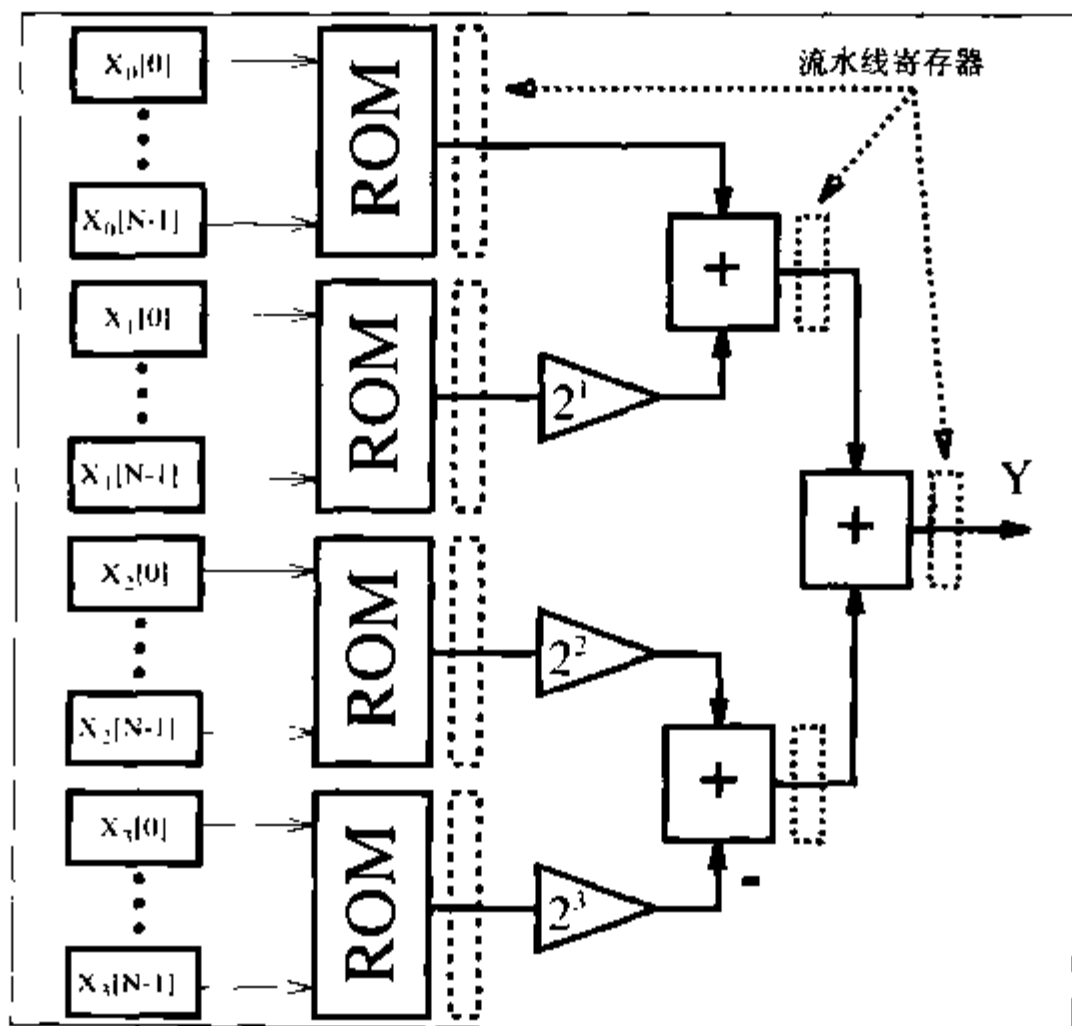 X₀[0]
ROM
流水线寄存器
X₀[N-1]
+
X₁[0]
ROM
2¹
X₁[N-1]
+
Y
X₂[0]
ROM
2²
X₂[N-1]
+
X₃[0]
ROM
-
2³
X₃[N-1]